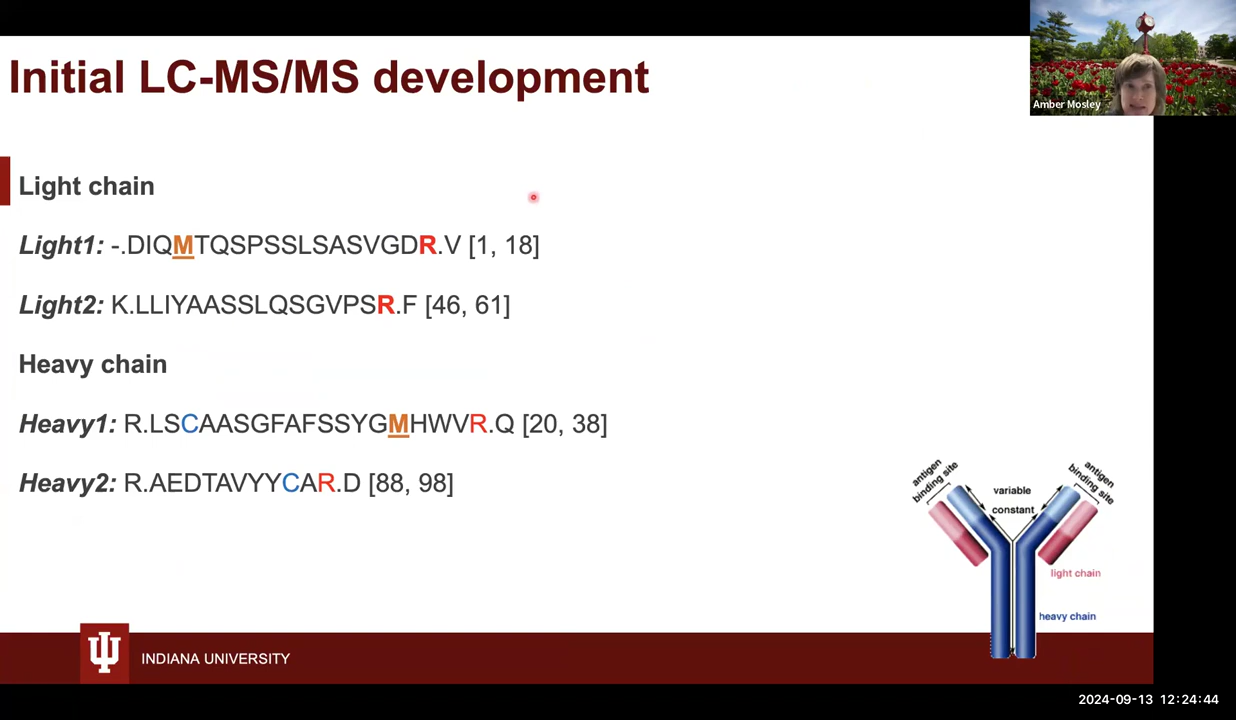 Initial LC-MS/MS development
Amber Mosley
Light chain
Light1: -.DIQMTQSPSSLSASVGDR.V [1, 18]
Light2: K.LLIYAASSLQSGVPSR.F [46, 61]
Heavy chain
Heavy1: R.LSCAASGFAFSSYGMHWVR.Q [20, 38]
Heavy2: R.AEDTAVYYCAR.D [88, 98]
antigen
binding site
variable
constant
antigen
binding site
light chain
heavy chain
INDIANA UNIVERSITY
2024-09-13 12:24:44